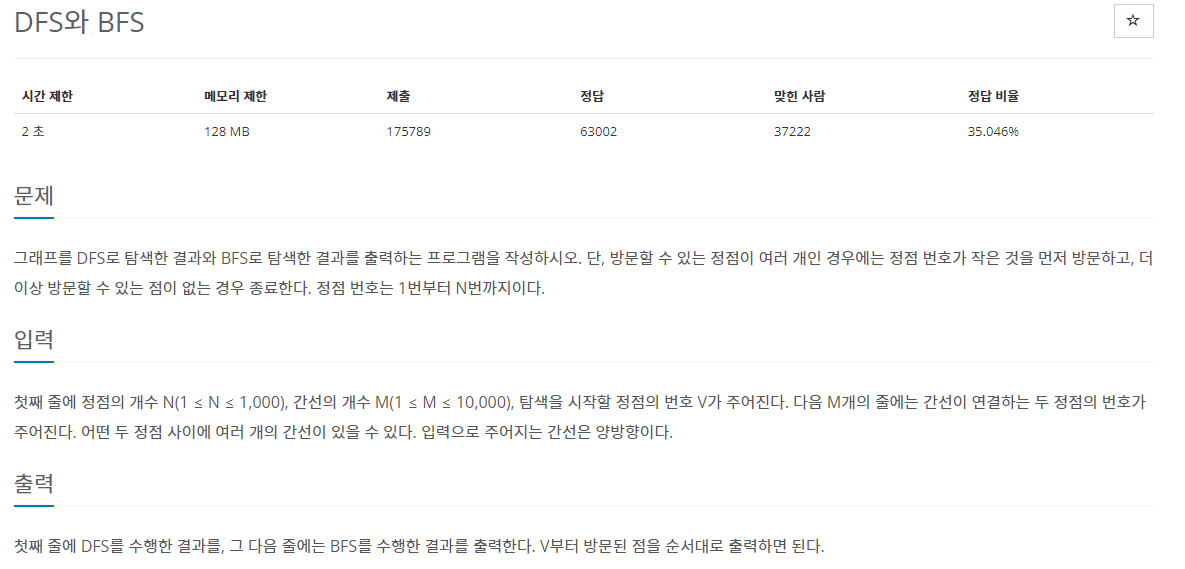 DFS와 BFS
☆
시간 제한 메모리 제한 제출 정답 맞힌 사람 정답 비율
2 초 128 MB 175789 63002 37222 35.046%
문제
그래프를 DFS로 탐색한 결과와 BFS로 탐색한 결과를 출력하는 프로그램을 작성하시오. 단, 방문할 수 있는 정점이 여러 개인 경우에는 정점 번호가 작은 것을 먼저 방문하고, 더
이상 방문할 수 있는 점이 없는 경우 종료한다. 정점 번호는 1번부터 N번까지이다.
입력
첫째 줄에 정점의 개수 N(1 ≤ N ≤ 1,000), 간선의 개수 M(1 ≤ M ≤ 10,000), 탐색을 시작할 정점의 번호 V가 주어진다. 다음 M개의 줄에는 간선이 연결하는 두 정점의 번호가
주어진다. 어떤 두 정점 사이에 여러 개의 간선이 있을 수 있다. 입력으로 주어지는 간선은 양방향이다.
출력
첫째 줄에 DFS를 수행한 결과를, 그 다음 줄에는 BFS를 수행한 결과를 출력한다. V부터 방문된 점을 순서대로 출력하면 된다.